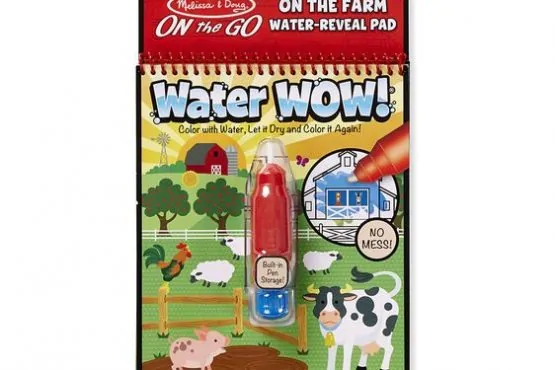 Melissa & Doug
ON the GO
ON THE FARM
WATER-REVEAL PAD
Water WOW!
Color with Water, Let it Dry and Color it Again!
NO
MESS!
Built-in
Pen
Storage!